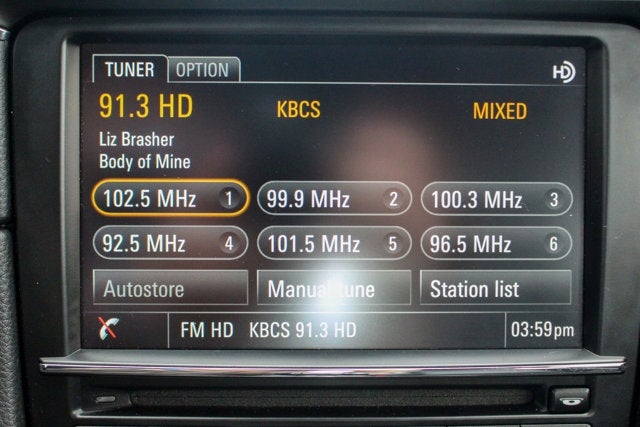 TUNER OPTION HD
91.3 HD KBCS MIXED
Liz Brasher
Body of Mine
102.5 MHz 1 99.9 MHz 2 100.3 MHz 3
92.5 MHz 4 101.5 MHz 5 96.5 MHz 6
Autostore Manual tune Station list
FM HD KBCS 91.3 HD 03:59pm